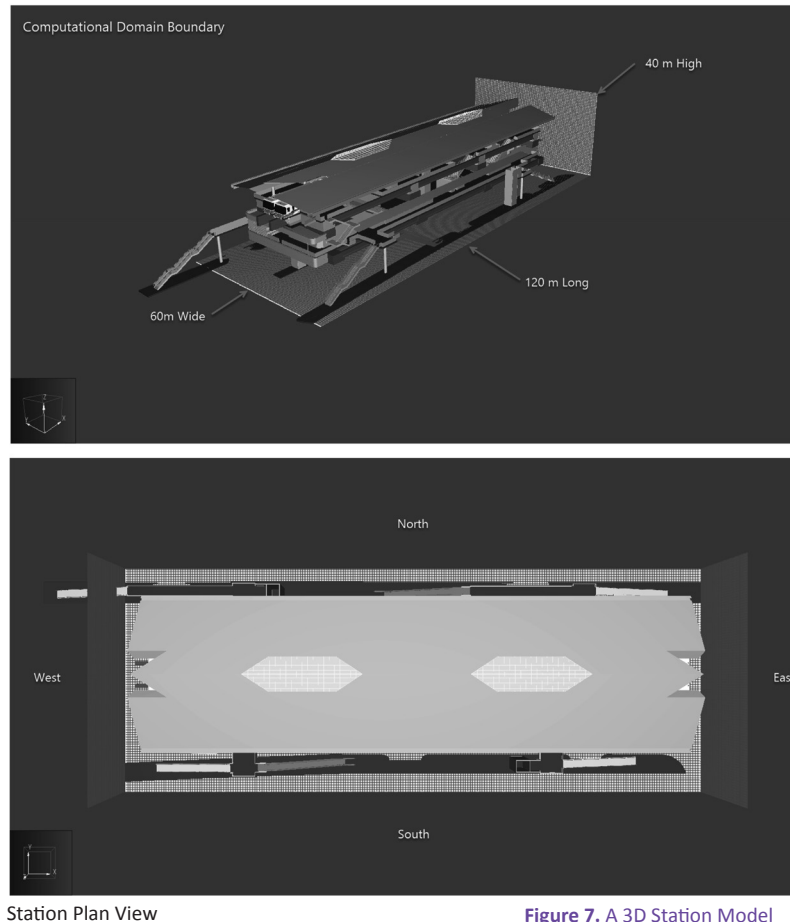 Computational Domain Boundary
40 m High
120 m Long
60m Wide
Z
Y
X
North
West
Eas
South
Y
X
Station Plan View
Figure 7. A 3D Station Model